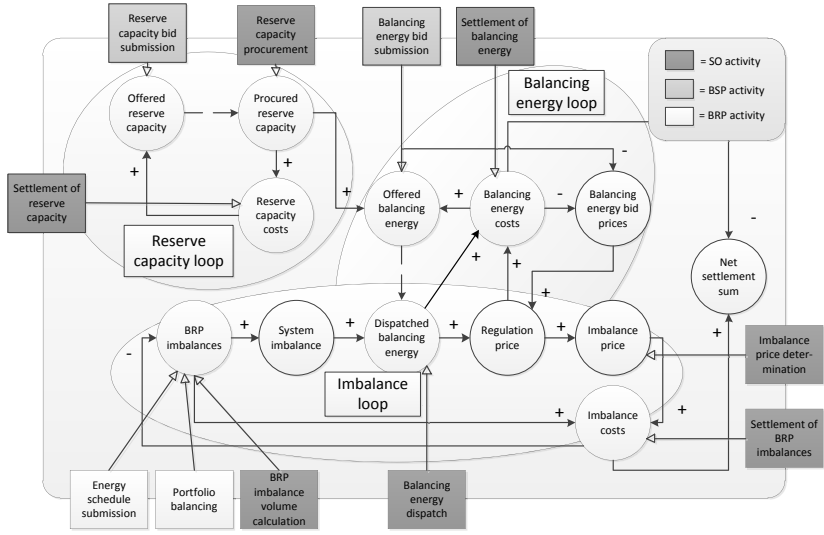 Reserve
capacity bid
submission
Reserve
capacity
procurement
Balancing
energy bid
submission
Settlement of
balancing
energy
= SO activity
= BSP activity
= BRP activity
Balancing
energy loop
Offered
reserve
capacity
Procured
reserve
capacity
+
+
-
Settlement of
reserve
capacity
Reserve
capacity
costs
+
Offered
balancing
energy
+
Balancing
energy
costs
-
Balancing
energy bid
prices
-
Reserve
capacity loop
+
+
+
Net
settlement
sum
-
BRP
imbalances
+
System
imbalance
+
Dispatched
balancing
energy
+
Regulation
price
+
Imbalance
price
+
Imbalance
price deter-
mination
Imbalance
loop
+
Imbalance
costs
+
Settlement of
BRP
imbalances
Energy
schedule
submission
Portfolio
balancing
BRP
imbalance
volume
calculation
Balancing
energy
dispatch